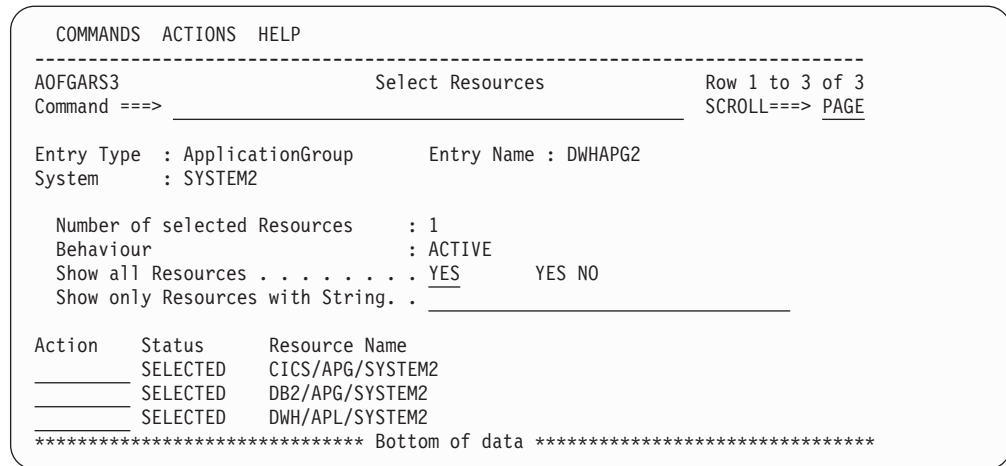 COMMANDS ACTIONS HELP
------------------------------------------------------------------------------
AOFGARS3 Select Resources Row 1 to 3 of 3
Command ===> SCROLL===> PAGE
Entry Type : ApplicationGroup Entry Name : DWHAPG2
System : SYSTEM2
Number of selected Resources : 1
Behaviour : ACTIVE
Show all Resources . . . . . . . . YES YES NO
Show only Resources with String. .
Action Status Resource Name
SELECTED CICS/APG/SYSTEM2
SELECTED DB2/APG/SYSTEM2
SELECTED DWH/APL/SYSTEM2
******************************* Bottom of data ********************************